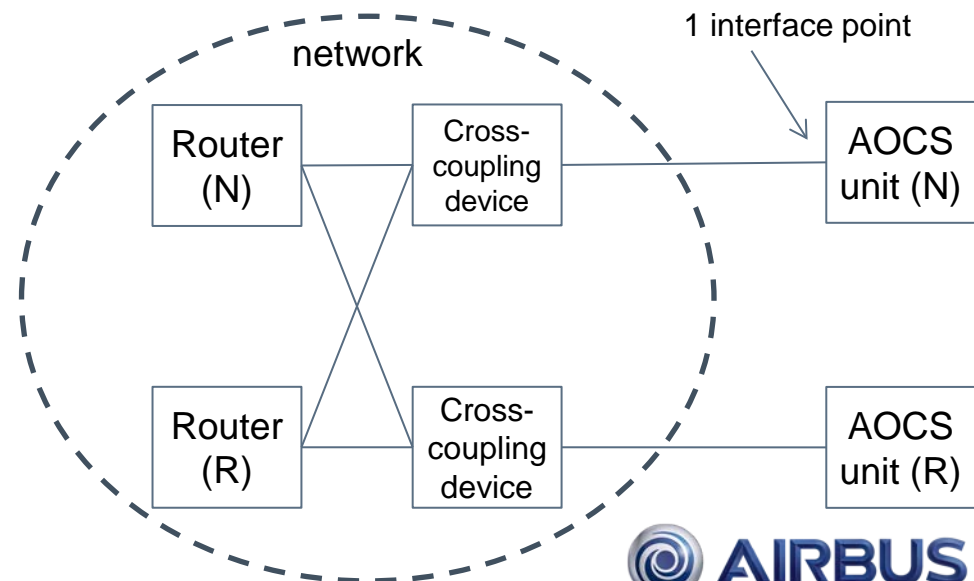 1 interface point
network
Router
(N)
Cross-
coupling
device
AOCS
unit (N)
Router
(R)
Cross-
coupling
device
AOCS
unit (R)
AIRBUS